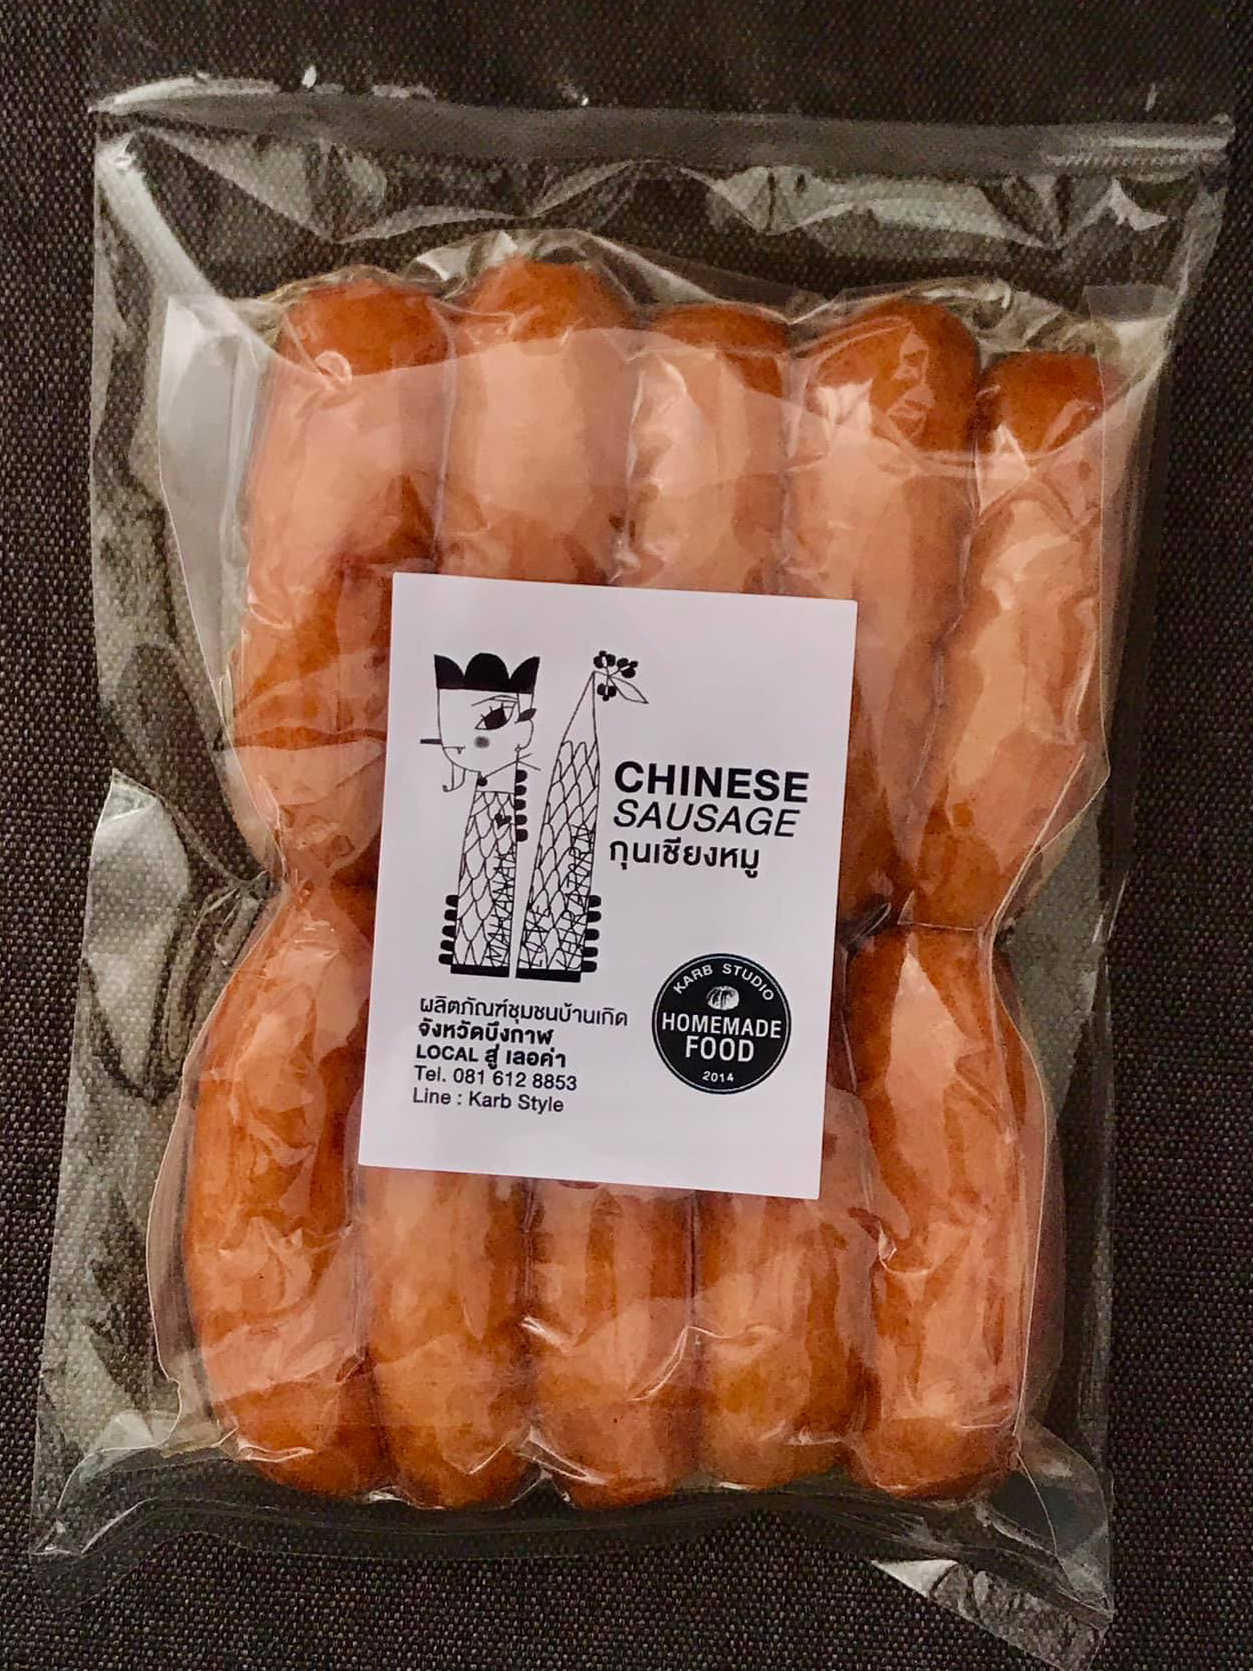 CHINESE
SAUSAGE
กุนเชียงหมู
ผลิตภัณฑ์ชุมชนบ้านเกิด
จังหวัดบึงกาฬ
LOCAL สู่ เลอค่า
Tel. 081 612 8853
Line : Karb Style
KARB STUDIO
HOMEMADE
FOOD
2014